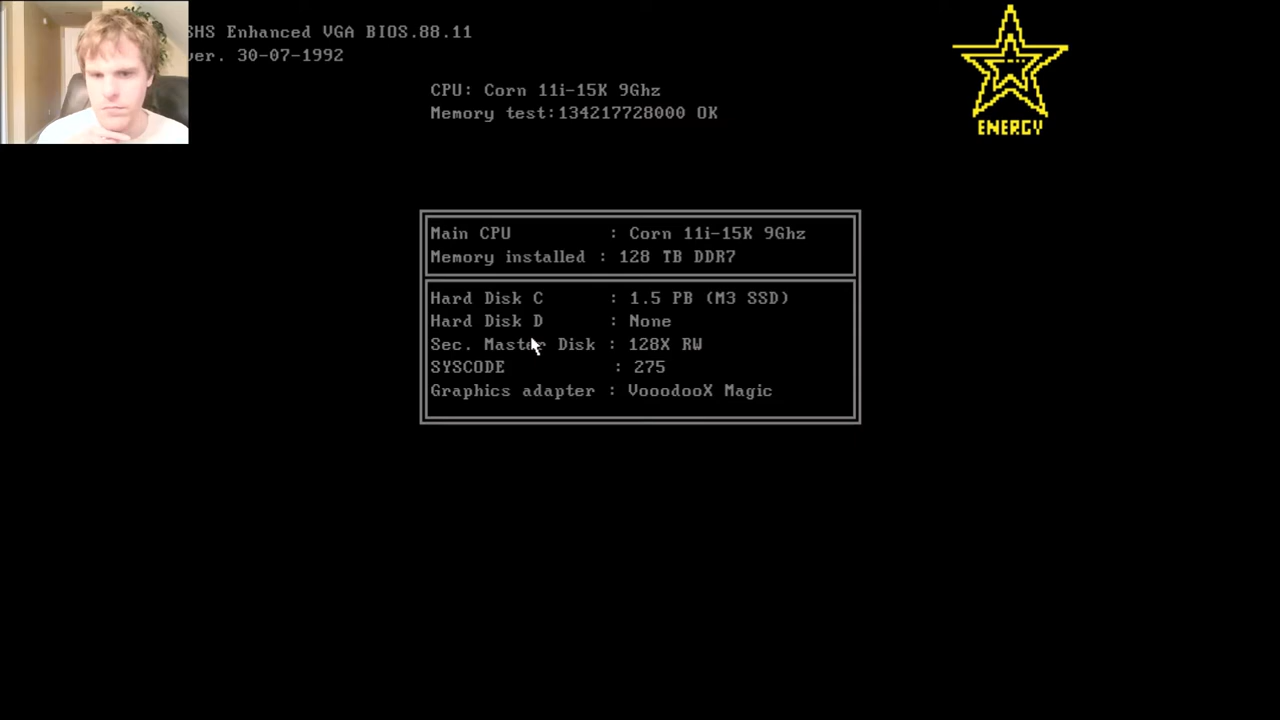 SHS Enhanced VGA BIOS.88.11
ver. 30-07-1992
ENERGY
CPU: Corn 11i-15K 9Ghz
Memory test:134217728000 OK
Main CPU : Corn 11i-15K 9Ghz
Memory installed : 128 TB DDR7
Hard Disk C : 1.5 PB (M3 SSD)
Hard Disk D : None
Sec. Master Disk : 128X RW
SYSCODE : 275
Graphics adapter : VooodooX Magic